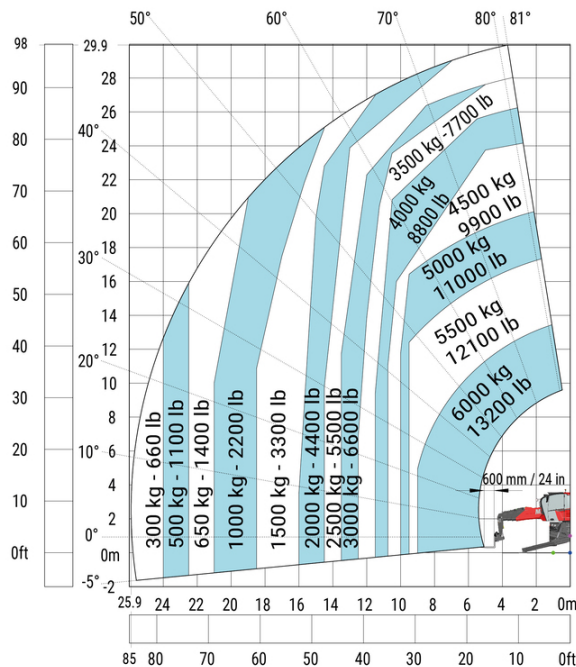 50° 60° 70° 80° 81°
98 29.9
90 28
26
80 40° 24
70 22
20
60 18
30°
50 16
14
40 12
20°
30 10
8
20 10° 6
4
10 2
0°
0ft 0m
-5° -2
3500 kg -7700 lb
4000 kg
8800 lb
4500 kg
9900 lb
5000 kg
11000 lb
5500 kg
12100 lb
6000 kg
13200 lb
300 kg - 660 lb
500 kg - 1100 lb
650 kg - 1400 lb
1000 kg - 2200 lb
1500 kg - 3300 lb
2000 kg - 4400 lb
2500 kg - 5500 lb
3000 kg - 6600 lb
600 mm / 24 in
25.9 24 22 20 18 16 14 12 10 8 6 4 2 0m
85 80 70 60 50 40 30 20 10 0ft